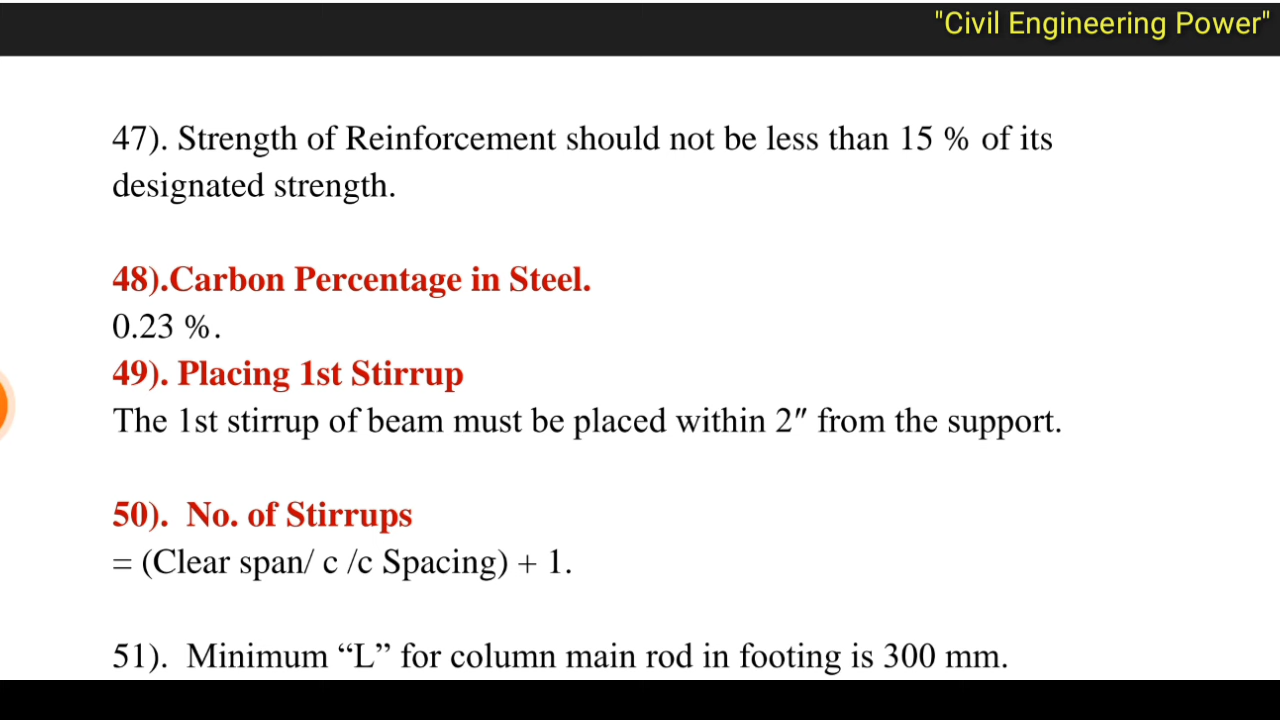 "Civil Engineering Power"
47). Strength of Reinforcement should not be less than 15 % of its
designated strength.
48).Carbon Percentage in Steel.
0.23 %.
49). Placing 1st Stirrup
The 1st stirrup of beam must be placed within 2″ from the support.
50).  No. of Stirrups
= (Clear span/ c /c Spacing) + 1.
51).  Minimum “L” for column main rod in footing is 300 mm.